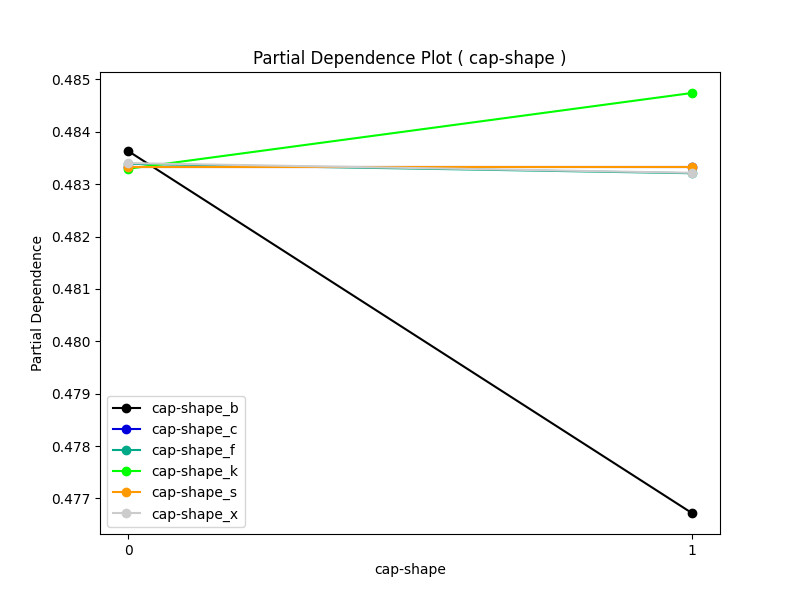 Partial Dependence Plot ( cap-shape )
Partial Dependence
0.485
0.484
0.483
0.482
0.481
0.480
0.479
0.478
0.477
cap-shape_b
cap-shape_c
cap-shape_f
cap-shape_k
cap-shape_s
cap-shape_x
0
1
cap-shape